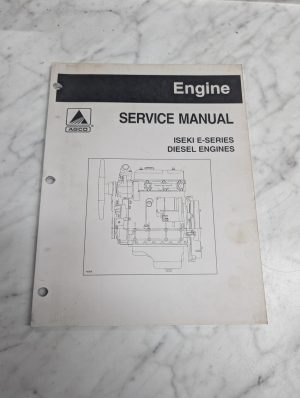 Engine
AGCO
SERVICE MANUAL
ISEKI E-SERIES
DIESEL ENGINES